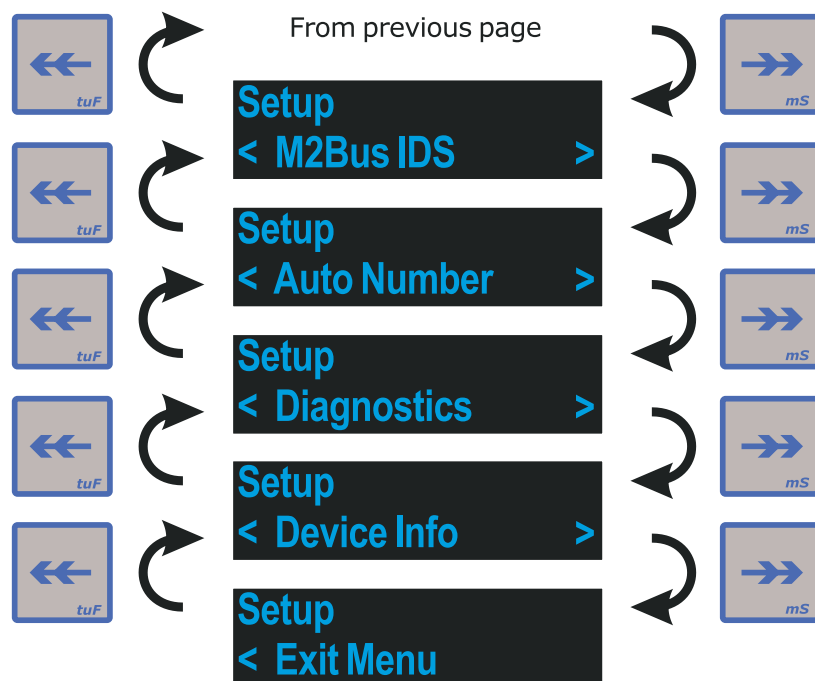 From previous page
tuF
mS
Setup
< M2Bus IDS >
tuF
mS
Setup
< Auto Number >
tuF
mS
Setup
< Diagnostics >
tuF
mS
Setup
< Device Info >
tuF
mS
Setup
< Exit Menu